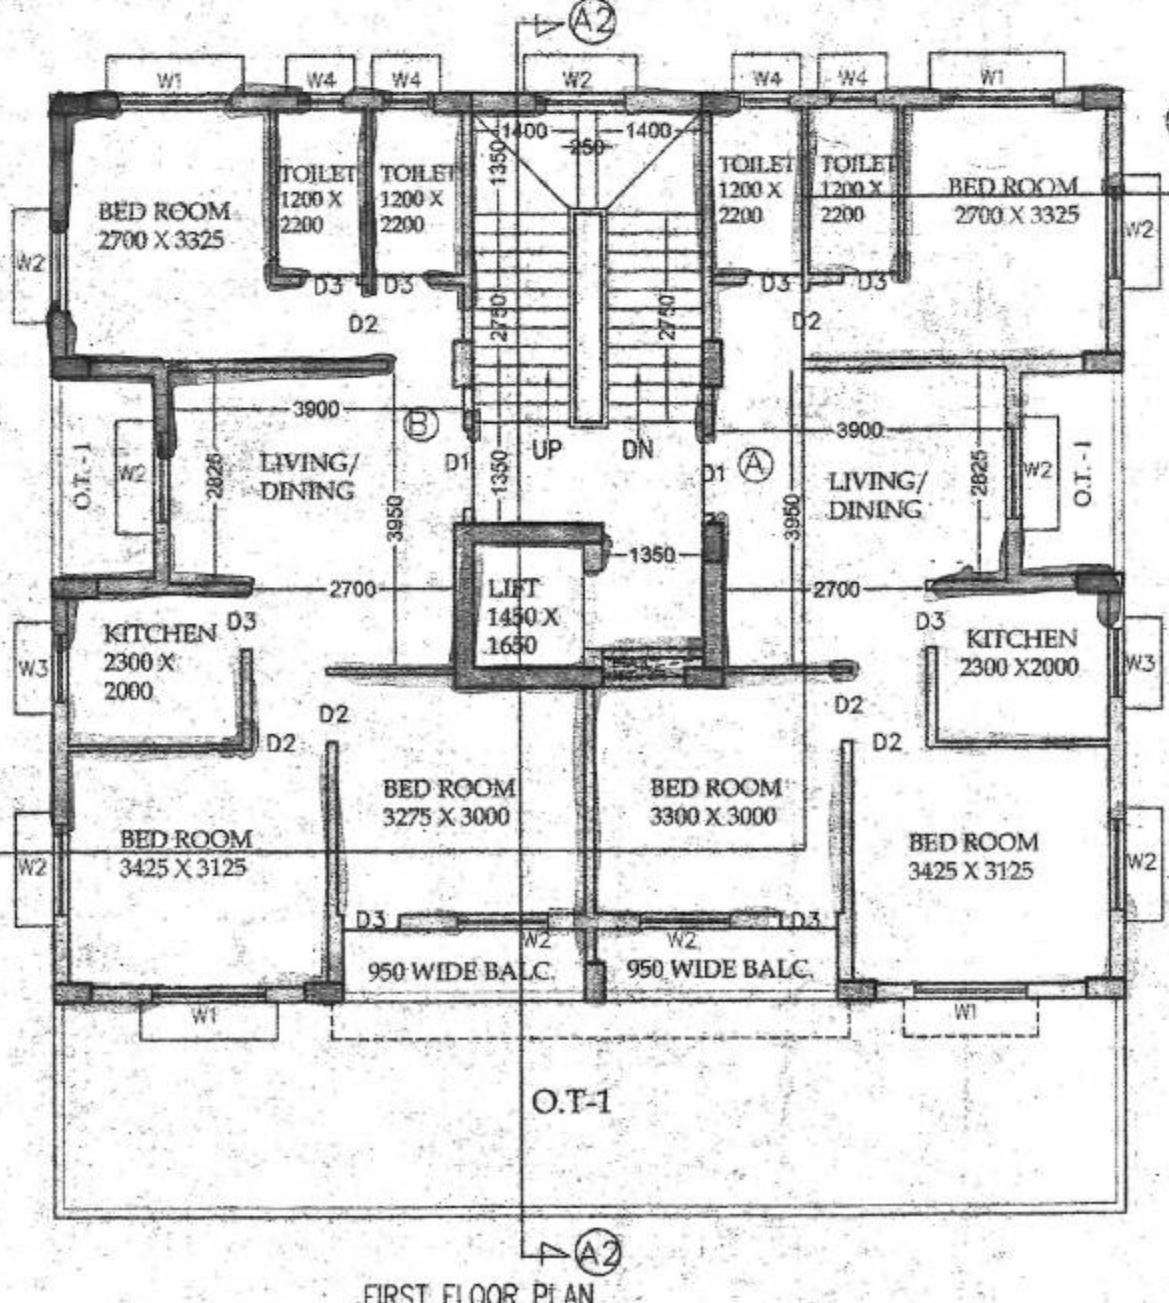 A2
W1 W4 W4 W2 W4 W4 W1
1400 250 1400
1350
TOILET
1200 X
2200
TOILET
1200 X
2200
TOILET
1200 X
2200
TOILET
1200 X
2200
BED ROOM
2700 X 3325
BED ROOM
2700 X 3325
W2
W2
D3 D3
D3 D3
D2
D2
2750
2750
3900
B
3900
A
O.T.-1
W2
2825
LIVING/
DINING
3950
D1
1350
UP DN
D1
3950
LIVING/
DINING
2825
W2
O.T.-1
1350
2700
2700
LIFT
1450 X
1650
KITCHEN
2300 X
2000
D3
W3
D3
KITCHEN
2300 X2000
W3
D2
D2
D2
D2
BED ROOM
3275 X 3000
BED ROOM
3300 X 3000
BED ROOM
3425 X 3125
BED ROOM
3425 X 3125
W2
W2
D3 W2 W2 D3
950 WIDE BALC.
950 WIDE BALC.
W1
W1
O.T-1
A2
FIRST FLOOR PLAN